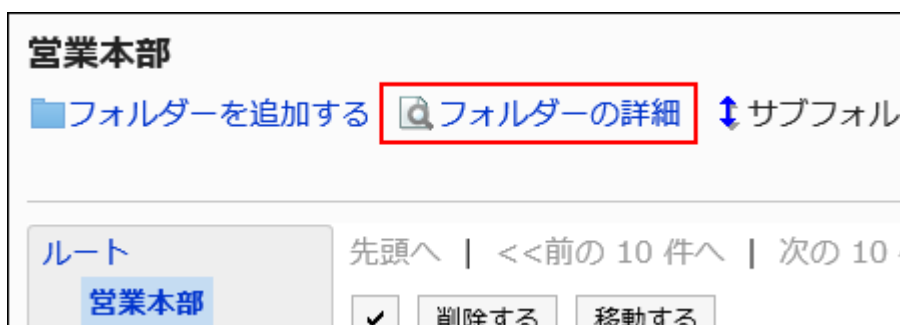 営業本部
フォルダーを追加する フォルダーの詳細 サブフォル
ルート
営業本部
先頭へ | <<前の 10 件へ | 次の 10
削除する 移動する